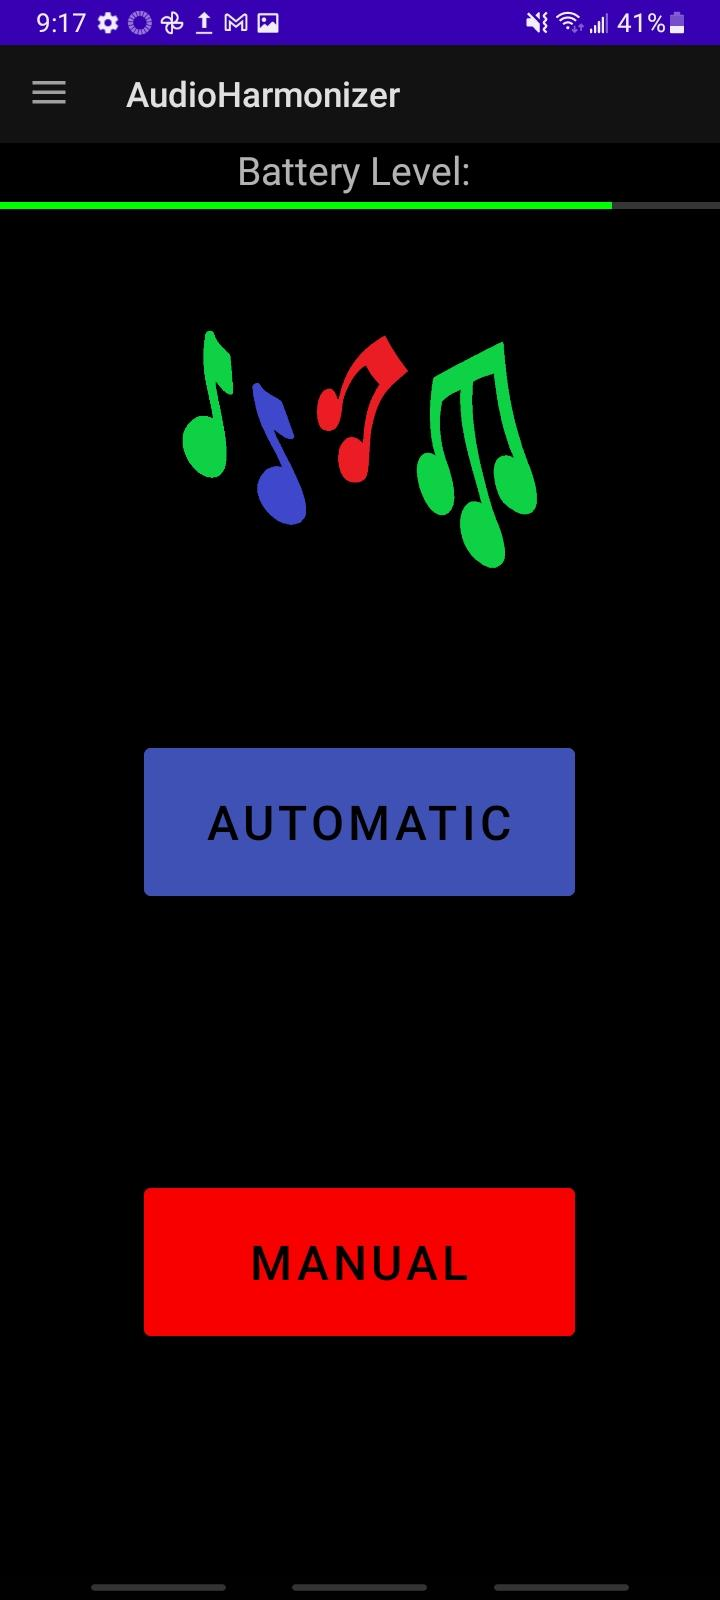 9:17 41%
AudioHarmonizer
Battery Level:
AUTOMATIC
MANUAL